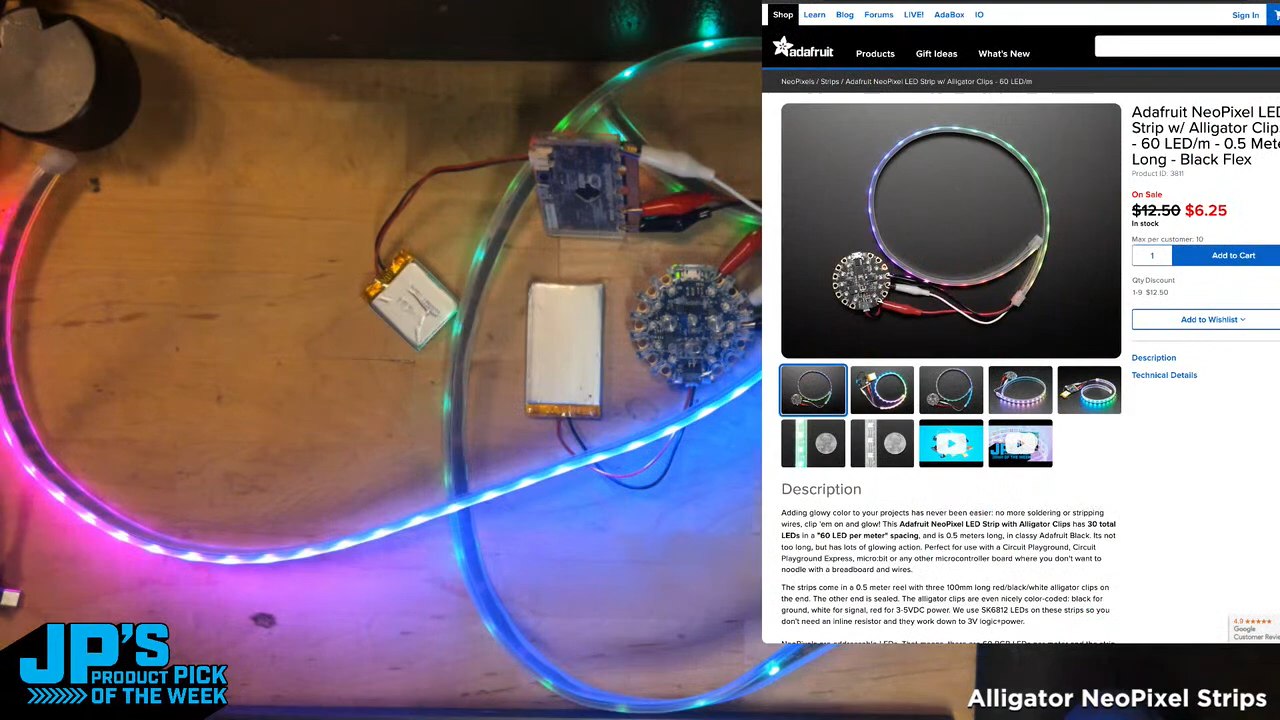 Shop Learn Blog Forums LIVE! AdaBox IO Sign In
adafruit Products Gift Ideas What's New
NeoPixels / Strips / Adafruit NeoPixel LED Strip w/ Alligator Clips - 60 LED/m
Adafruit NeoPixel LED
Strip w/ Alligator Clips
- 60 LED/m - 0.5 Mete
Long - Black Flex
Product ID: 3811
On Sale
$12.50 $6.25
In stock
Max per customer: 10
1 Add to Cart
Qty Discount
1-9 $12.50
Add to Wishlist
Description
Technical Details
Description
Adding glowy color to your projects has never been easier: no more soldering or stripping
wires, clip 'em on and glow! This Adafruit NeoPixel LED Strip with Alligator Clips has 30 total
LEDs in a "60 LED per meter" spacing, and is 0.5 meters long, in classy Adafruit Black. Its not
too long, but has lots of glowing action. Perfect for use with a Circuit Playground, Circuit
Playground Express, micro:bit or any other microcontroller board where you don't want to
noodle with a breadboard and wires.
The strips come in a 0.5 meter reel with three 100mm long red/black/white alligator clips on
the end. The other end is sealed. The alligator clips are even nicely color-coded: black for
ground, white for signal, red for 3-5VDC power. We use SK6812 LEDs on these strips so you
don't need an inline resistor and they work down to 3V logic+power.
4.9 ★★★★★
Google
Customer Revie
JP'S
PRODUCT PICK
OF THE WEEK
Alligator NeoPixel Strips